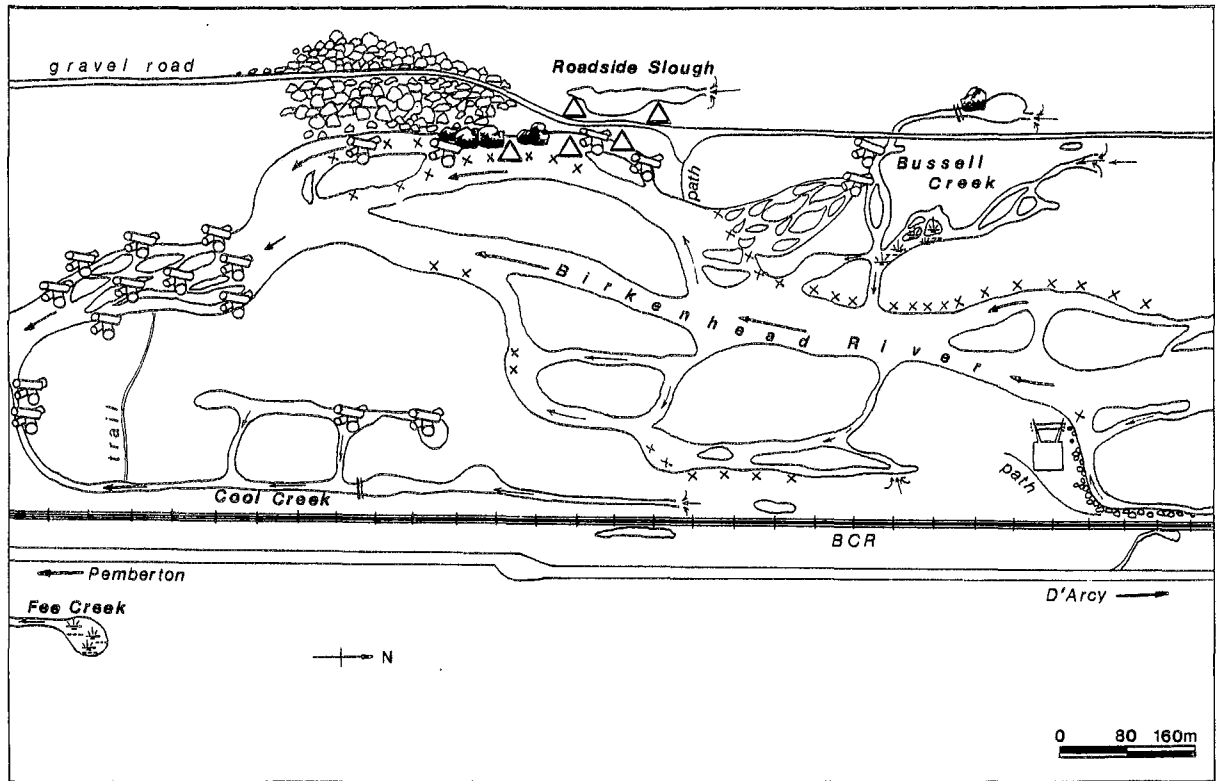 gravel road
Roadside Slough
path
Bussell
Creek
Birkenhead River
trail
path
Cool Creek
BCR
Pemberton
D'Arcy
Fee Creek
N
0 80 160m